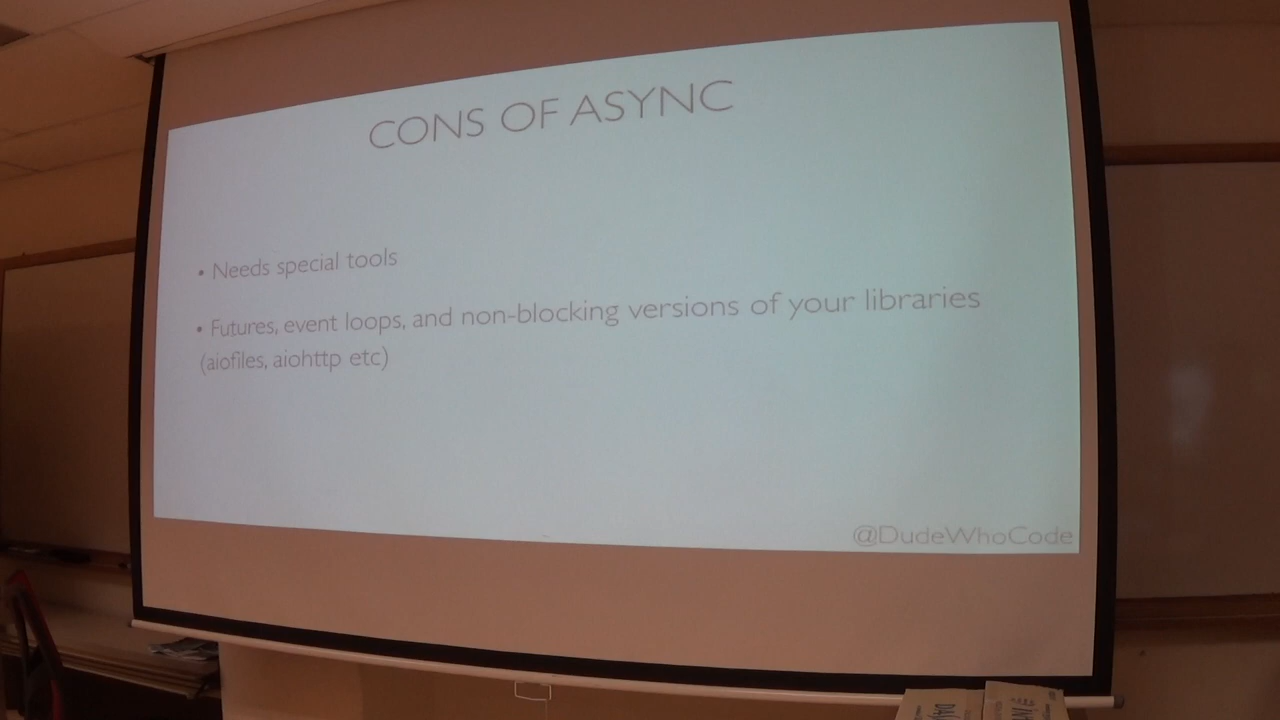 CONS OF ASYNC
• Needs special tools
• Futures, event loops, and non-blocking versions of your libraries
(aiofiles, aiohttp etc)
@DudeWhoCode